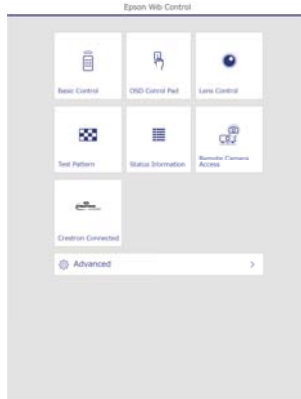 Epson Web Control
Basic Control
OSD Control Pad
Lens Control
Test Pattern
Status Information
Remote Camera
Access
Crestron Connected
Advanced